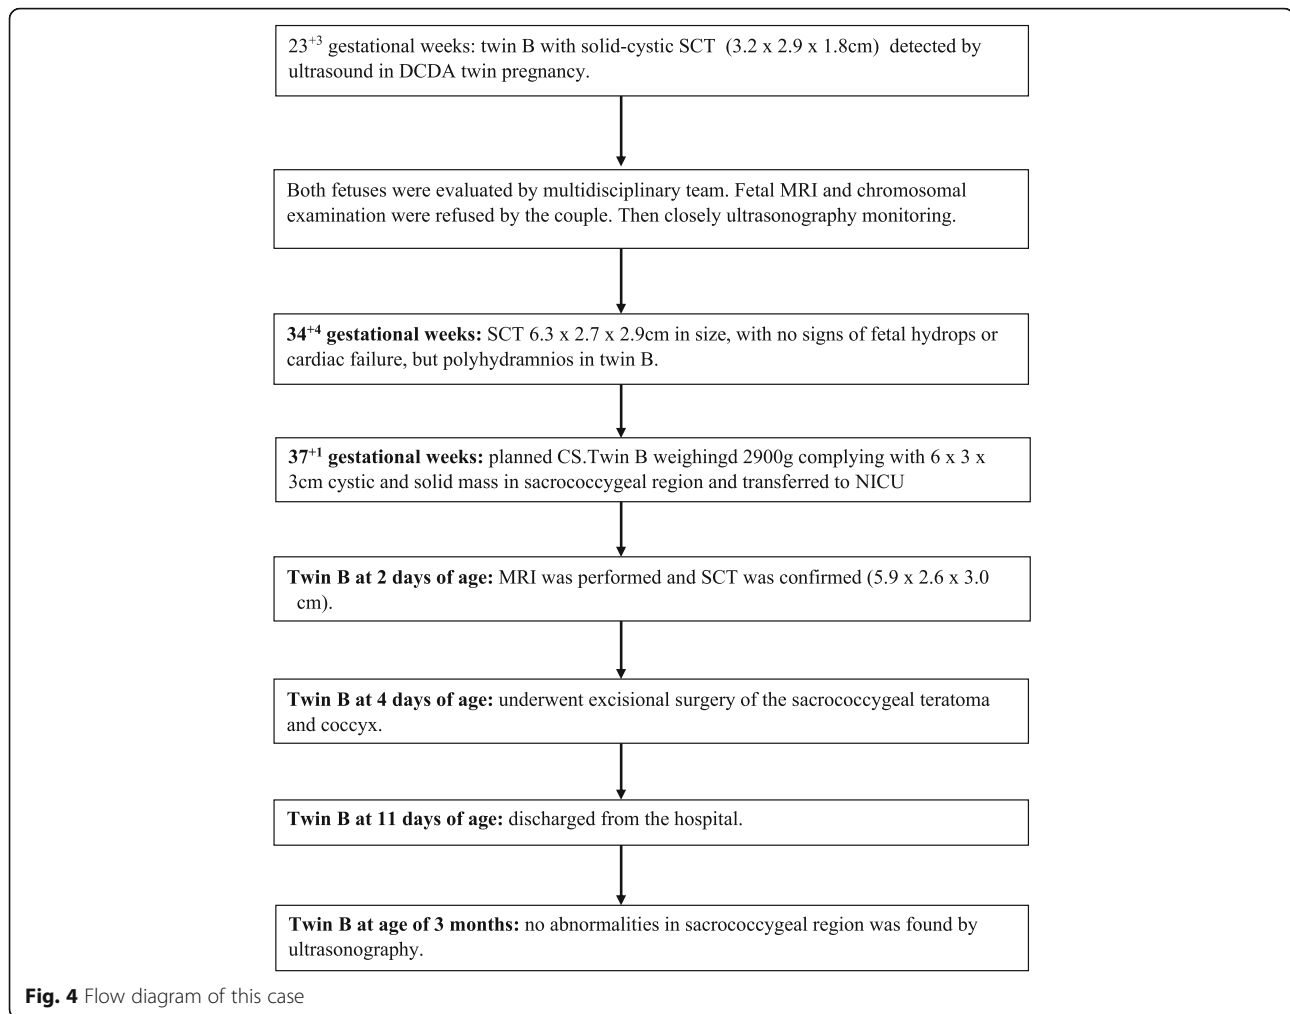 23+3 gestational weeks: twin B with solid-cystic SCT (3.2 x 2.9 x 1.8cm) detected by
ultrasound in DCDA twin pregnancy.
Both fetuses were evaluated by multidisciplinary team. Fetal MRI and chromosomal
examination were refused by the couple. Then closely ultrasonography monitoring.
34+4 gestational weeks: SCT 6.3 x 2.7 x 2.9cm in size, with no signs of fetal hydrops or
cardiac failure, but polyhydramnios in twin B.
37+1 gestational weeks: planned CS.Twin B weighingd 2900g complying with 6 x 3 x
3cm cystic and solid mass in sacrococcygeal region and transferred to NICU
Twin B at 2 days of age: MRI was performed and SCT was confirmed (5.9 x 2.6 x 3.0
cm).
Twin B at 4 days of age: underwent excisional surgery of the sacrococcygeal teratoma
and coccyx.
Twin B at 11 days of age: discharged from the hospital.
Twin B at age of 3 months: no abnormalities in sacrococcygeal region was found by
ultrasonography.
Fig. 4 Flow diagram of this case